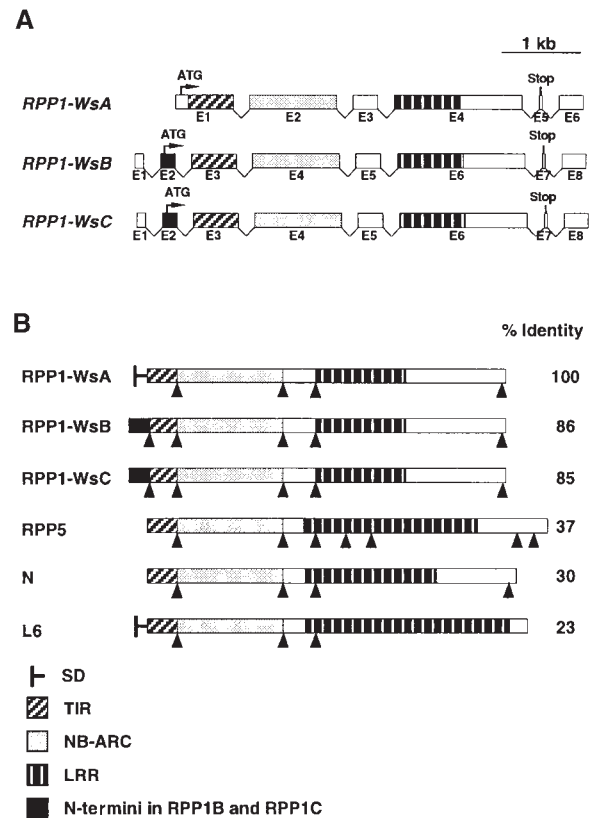 A
1 kb
ATG
Stop
RPP1-WsA
E1 E2 E3 E4 E5 E6
ATG
Stop
RPP1-WsB
E1 E2 E3 E4 E5 E6 E7 E8
ATG
Stop
RPP1-WsC
E1 E2 E3 E4 E5 E6 E7 E8
B
% Identity
RPP1-WsA 100
RPP1-WsB 86
RPP1-WsC 85
RPP5 37
N 30
L6 23
SD
TIR
NB-ARC
LRR
N-termini in RPP1B and RPP1C